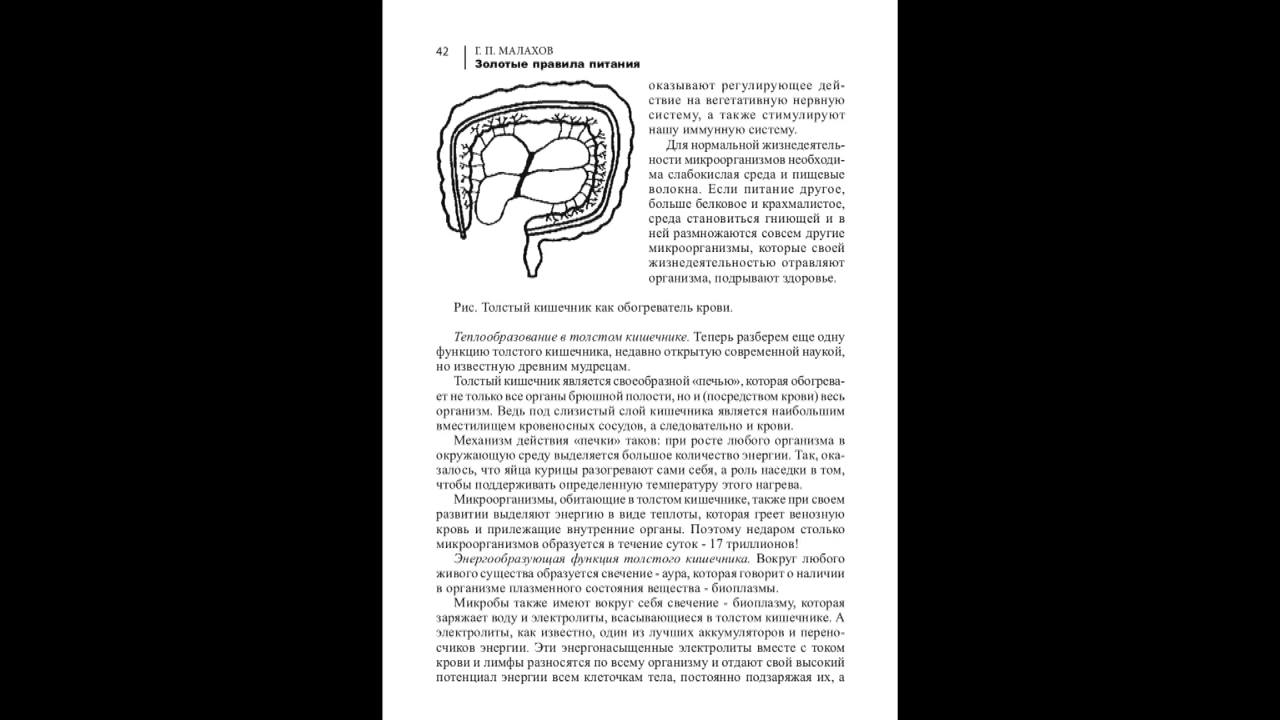 42
Г. П. МАЛАХОВ
Золотые правила питания
оказывают регулирующее дей-
ствие на вегетативную нервную
систему, а также стимулируют
нашу иммунную систему.
Для нормальной жизнедеятель-
ности микроорганизмов необходи-
ма слабокислая среда и пищевые
волокна. Если питание другое,
больше белковое и крахмалистое,
среда становиться гниющей и в
ней размножаются совсем другие
микроорганизмы, которые своей
жизнедеятельностью отравляют
организма, подрывают здоровье.
Рис. Толстый кишечник как обогреватель крови.
Теплообразование в толстом кишечнике. Теперь разберем еще одну
функцию толстого кишечника, недавно открытую современной наукой,
но известную древним мудрецам.
Толстый кишечник является своеобразной «печью», которая обогрева-
ет не только все органы брюшной полости, но и (посредством крови) весь
организм. Ведь под слизистый слой кишечника является наибольшим
вместилищем кровеносных сосудов, а следовательно и крови.
Механизм действия «печки» таков: при росте любого организма в
окружающую среду выделяется большое количество энергии. Так, ока-
залось, что яйца курицы разогревают сами себя, а роль наседки в том,
чтобы поддерживать определенную температуру этого нагрева.
Микроорганизмы, обитающие в толстом кишечнике, также при своем
развитии выделяют энергию в виде теплоты, которая греет венозную
кровь и прилежащие внутренние органы. Поэтому недаром столько
микроорганизмов образуется в течение суток - 17 триллионов!
Энергообразующая функция толстого кишечника. Вокруг любого
живого существа образуется свечение - аура, которая говорит о наличии
в организме плазменного состояния вещества - биоплазмы.
Микробы также имеют вокруг себя свечение - биоплазму, которая
заряжает воду и электролиты, всасывающиеся в толстом кишечнике. А
электролиты, как известно, один из лучших аккумуляторов и перено-
счиков энергии. Эти энергонасыщенные электролиты вместе с током
крови и лимфы разносятся по всему организму и отдают свой высокий
потенциал энергии всем клеточкам тела, постоянно подзаряжая их, а